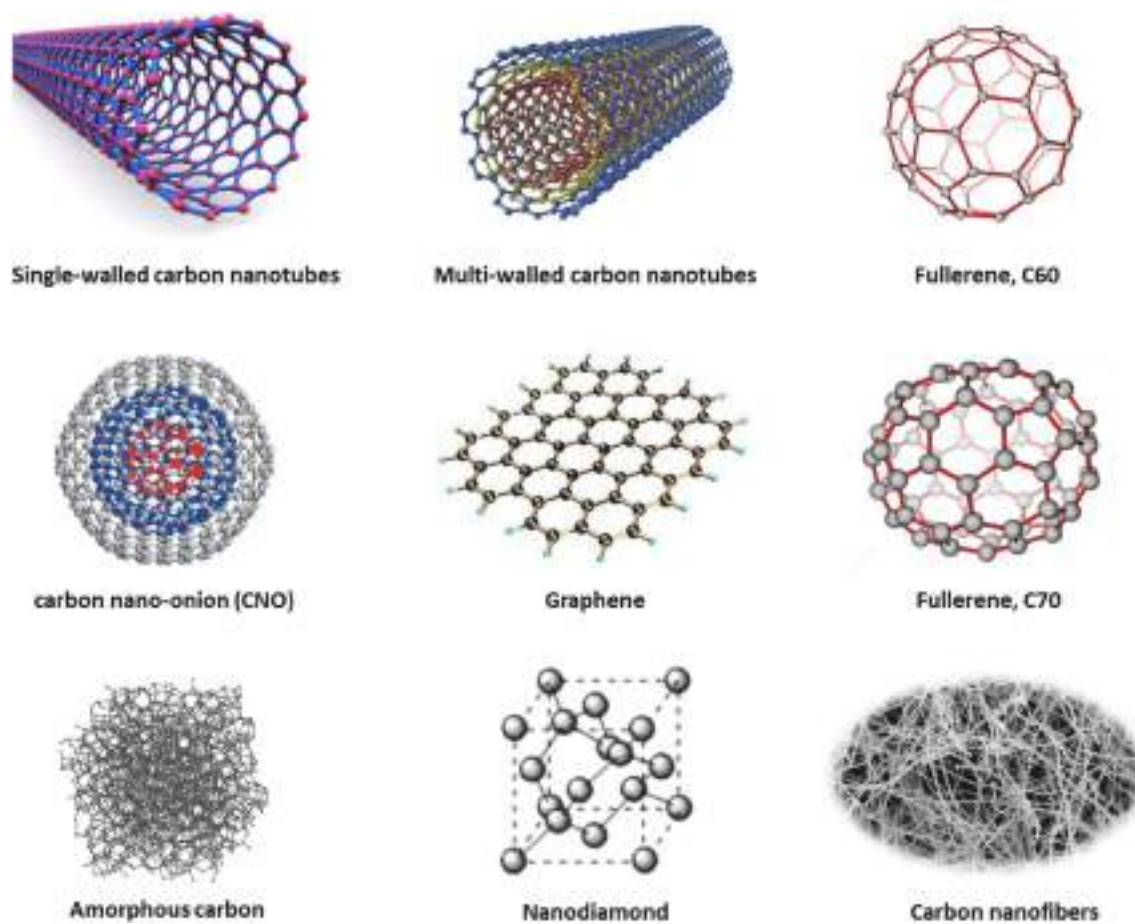 Single-walled carbon nanotubes
Multi-walled carbon nanotubes
Fullerene, C60
carbon nano-onion (CNO)
Graphene
Fullerene, C70
Amorphous carbon
Nanodiamond
Carbon nanofibers